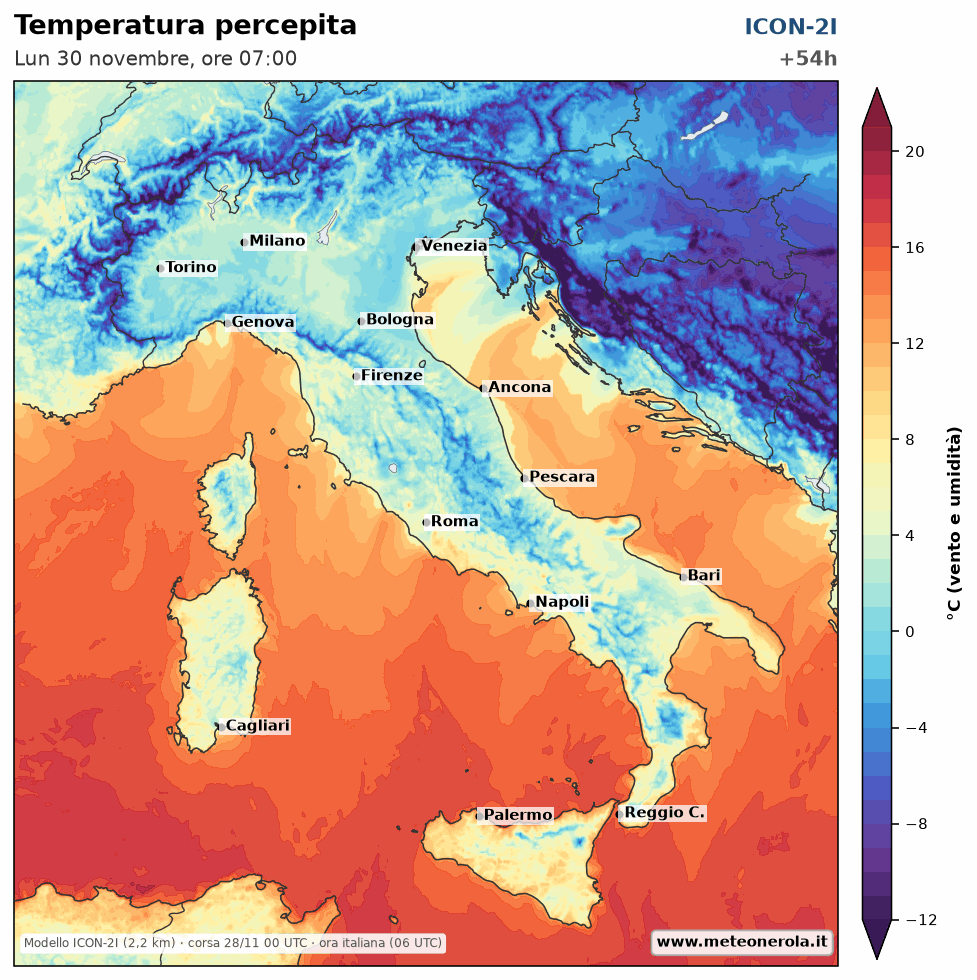 Temperatura percepita
ICON-2I
Lun 30 novembre, ore 07:00
+54h
Milano
Venezia
Torino
Genova
Bologna
Firenze
Ancona
Pescara
Roma
Bari
Napoli
Cagliari
Palermo
Reggio C.
20
16
12
8
4
0
−4
−8
−12
°C (vento e umidità)
Modello ICON-2I (2,2 km) · corsa 28/11 00 UTC · ora italiana (06 UTC)
www.meteonerola.it